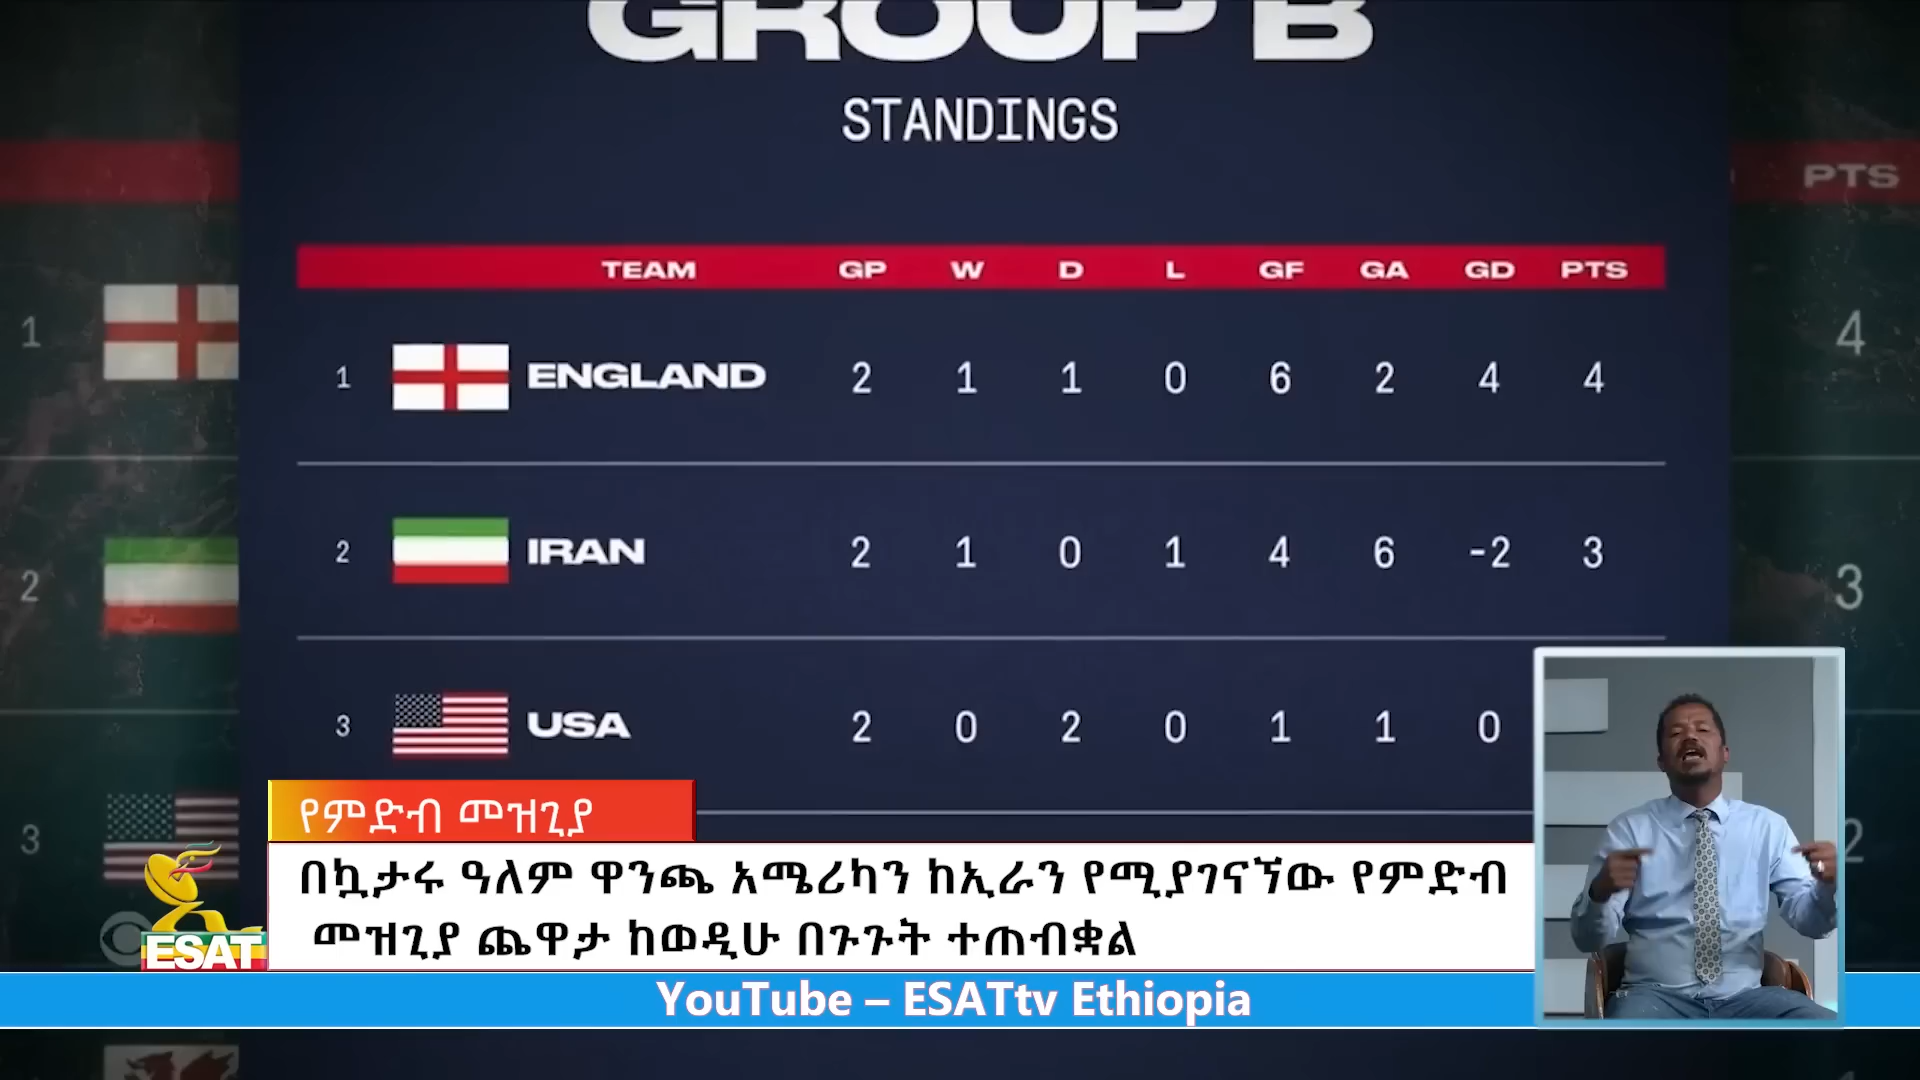 GROUP B
STANDINGS
TEAM GP W D L GF GA GD PTS
1 ENGLAND 2 1 1 0 6 2 4 4
2 IRAN 2 1 0 1 4 6 -2 3
3 USA 2 0 2 0 1 1 0
PTS
1 4
2 3
3 2
የምድብ መዝጊያ
በኳታሩ ዓለም ዋንጫ አሜሪካን ከኢራን የሚያገናኘው የምድብ
መዝጊያ ጨዋታ ከወዲሁ በጉጉት ተጠብቋል
ESAT
YouTube – ESATtv Ethiopia